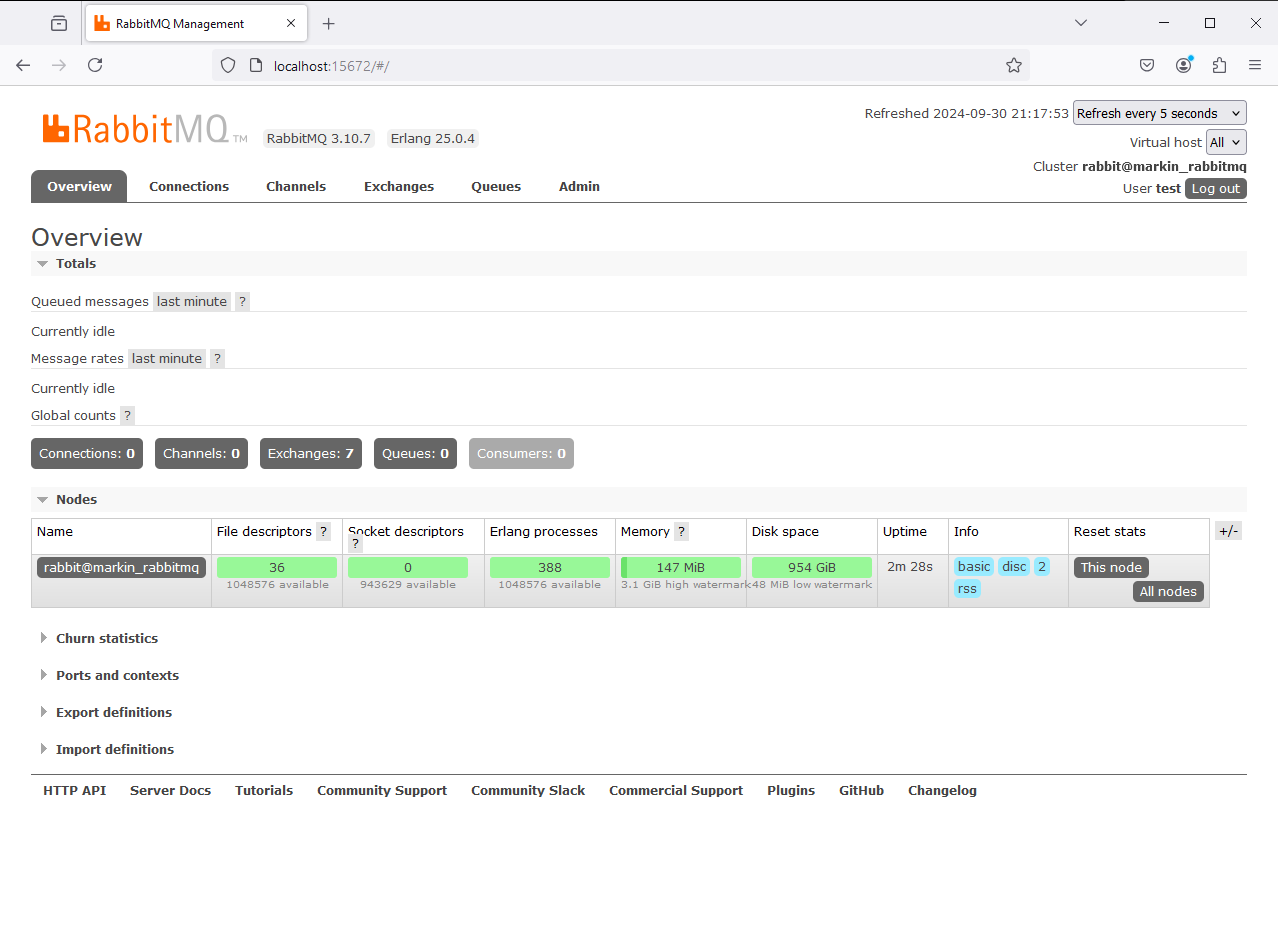 RabbitMQ Management
localhost:15672/#/
RabbitMQ TM
RabbitMQ 3.10.7 Erlang 25.0.4
Refreshed 2024-09-30 21:17:53 Refresh every 5 seconds
Virtual host All
Cluster rabbit@markin_rabbitmq
User test Log out
Overview Connections Channels Exchanges Queues Admin
Overview
Totals
Queued messages last minute ?
Currently idle
Message rates last minute ?
Currently idle
Global counts ?
Connections: 0 Channels: 0 Exchanges: 7 Queues: 0 Consumers: 0
Nodes
Name File descriptors ? Socket descriptors ? Erlang processes Memory ? Disk space Uptime Info Reset stats +/-
rabbit@markin_rabbitmq 36 0 388 147 MiB 954 GiB 2m 28s basic disc 2 This node
1048576 available 943629 available 1048576 available 3.1 GiB high watermark 48 MiB low watermark rss All nodes
Churn statistics
Ports and contexts
Export definitions
Import definitions
HTTP API Server Docs Tutorials Community Support Community Slack Commercial Support Plugins GitHub Changelog